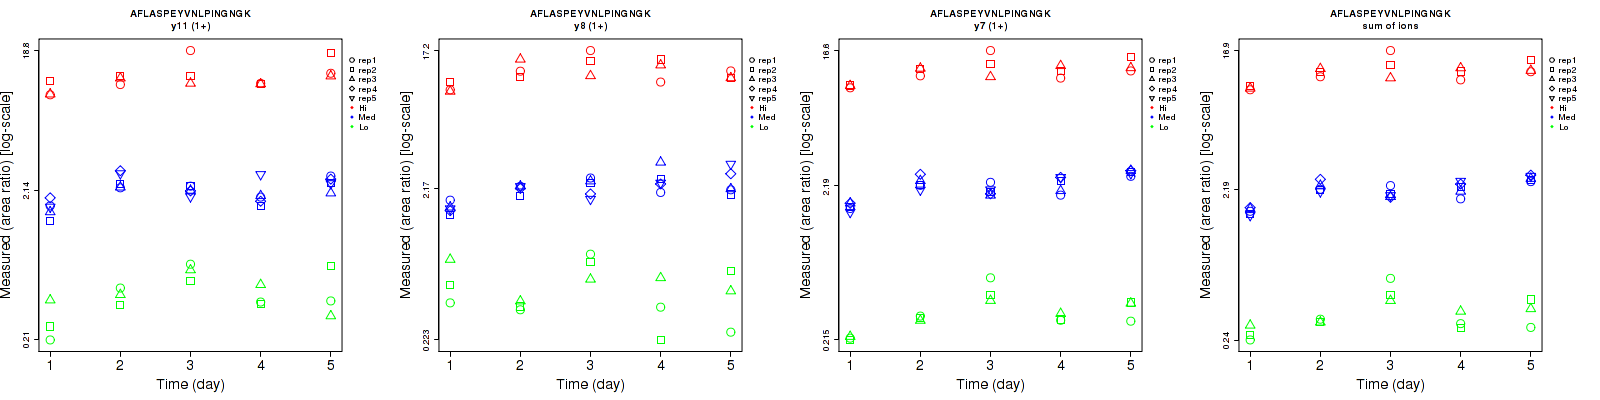 AFLASPEYVNLPINGNGK
y11 (1+)
Measured (area ratio) [log-scale]
18.8
2.14
0.21
1 2 3 4 5
Time (day)
rep1
rep2
rep3
rep4
rep5
Hi
Med
Lo
AFLASPEYVNLPINGNGK
y8 (1+)
Measured (area ratio) [log-scale]
17.2
2.17
0.223
1 2 3 4 5
Time (day)
rep1
rep2
rep3
rep4
rep5
Hi
Med
Lo
AFLASPEYVNLPINGNGK
y7 (1+)
Measured (area ratio) [log-scale]
16.6
2.19
0.215
1 2 3 4 5
Time (day)
rep1
rep2
rep3
rep4
rep5
Hi
Med
Lo
AFLASPEYVNLPINGNGK
sum of ions
Measured (area ratio) [log-scale]
16.9
2.19
0.24
1 2 3 4 5
Time (day)
rep1
rep2
rep3
rep4
rep5
Hi
Med
Lo